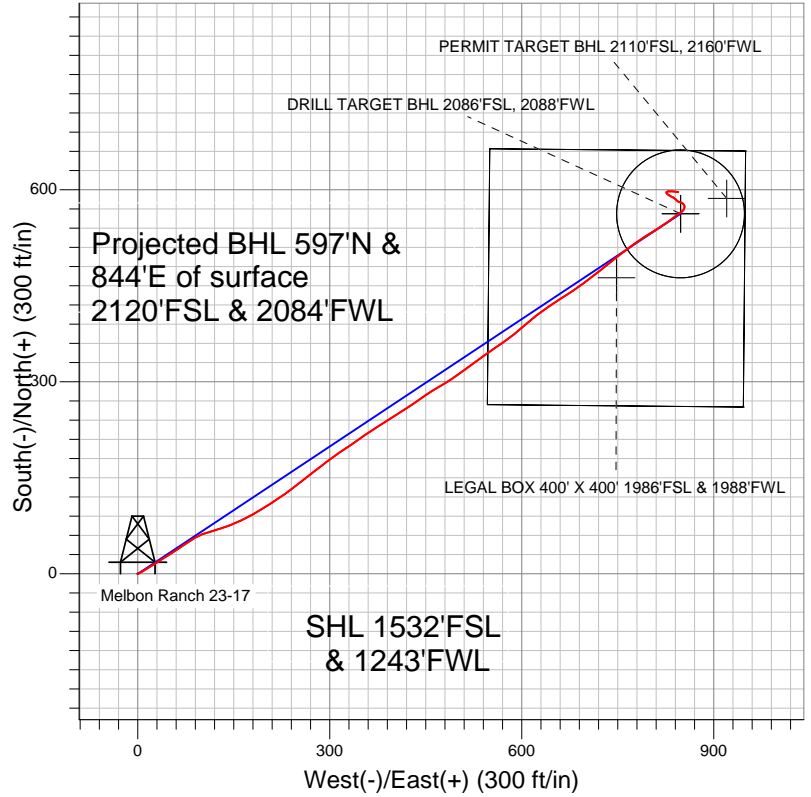 PERMIT TARGET BHL 2110'FSL, 2160'FWL
DRILL TARGET BHL 2086'FSL, 2088'FWL
600
Projected BHL 597'N &
844'E of surface
2120'FSL & 2084'FWL
South(-)/North(+) (300 ft/in)
300
LEGAL BOX 400' X 400' 1986'FSL & 1988'FWL
0
Melbon Ranch 23-17
SHL 1532'FSL
& 1243'FWL
0 300 600 900
West(-)/East(+) (300 ft/in)